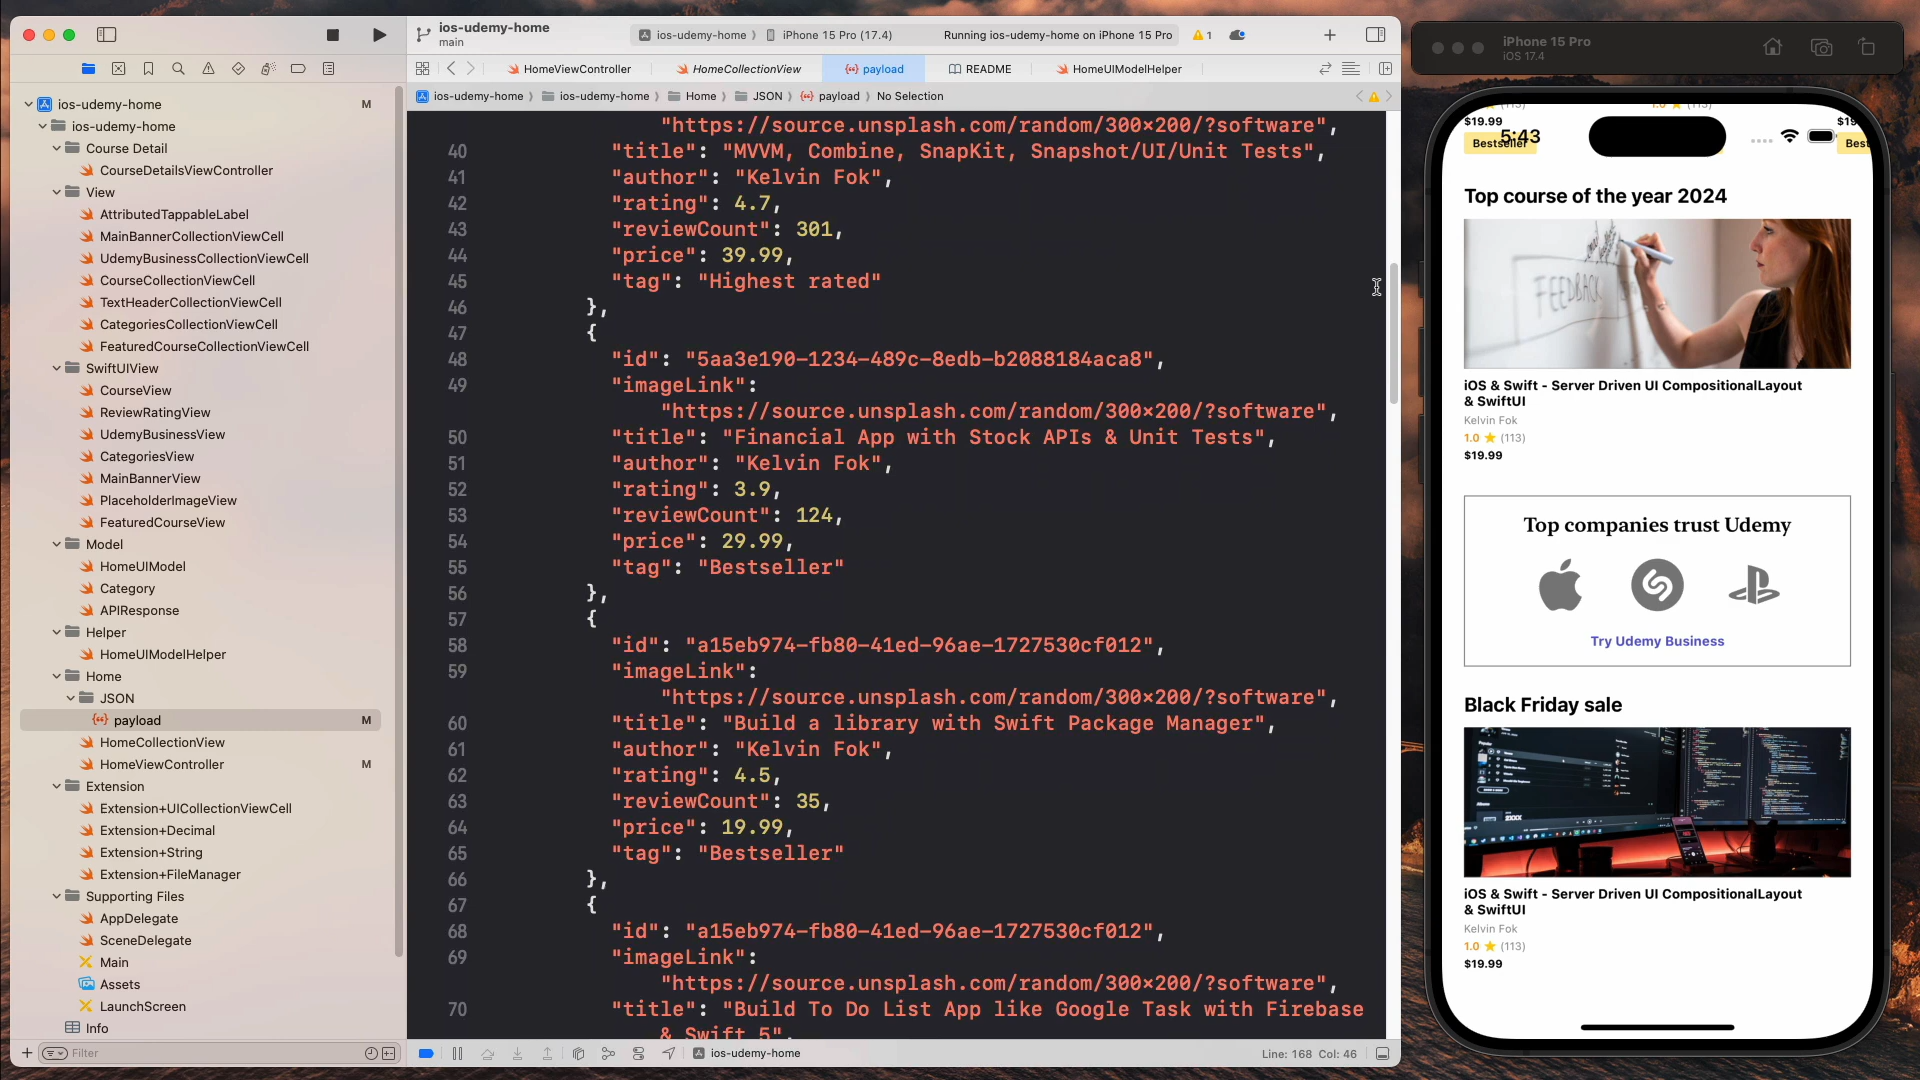 ios-udemy-home
main
ios-udemy-home
iPhone 15 Pro (17.4)
Running ios-udemy-home on iPhone 15 Pro
1
HomeViewController
HomeCollectionView
payload
README
HomeUIModelHelper
ios-udemy-home
ios-udemy-home
Home
JSON
payload
No Selection
ios-udemy-home M
ios-udemy-home
Course Detail
CourseDetailsViewController
View
AttributedTappableLabel
MainBannerCollectionViewCell
UdemyBusinessCollectionViewCell
CourseCollectionViewCell
TextHeaderCollectionViewCell
CategoriesCollectionViewCell
FeaturedCourseCollectionViewCell
SwiftUIView
CourseView
ReviewRatingView
UdemyBusinessView
CategoriesView
MainBannerView
PlaceholderImageView
FeaturedCourseView
Model
HomeUIModel
Category
APIResponse
Helper
HomeUIModelHelper
Home
JSON
payload M
HomeCollectionView
HomeViewController M
Extension
Extension+UICollectionViewCell
Extension+Decimal
Extension+String
Extension+FileManager
Supporting Files
AppDelegate
SceneDelegate
Main
Assets
LaunchScreen
Info
Filter
"https://source.unsplash.com/random/300×200/?software",
40 "title": "MVVM, Combine, SnapKit, Snapshot/UI/Unit Tests",
41 "author": "Kelvin Fok",
42 "rating": 4.7,
43 "reviewCount": 301,
44 "price": 39.99,
45 "tag": "Highest rated"
46 },
47 {
48 "id": "5aa3e190-1234-489c-8edb-b2088184aca8",
49 "imageLink":
"https://source.unsplash.com/random/300×200/?software",
50 "title": "Financial App with Stock APIs & Unit Tests",
51 "author": "Kelvin Fok",
52 "rating": 3.9,
53 "reviewCount": 124,
54 "price": 29.99,
55 "tag": "Bestseller"
56 },
57 {
58 "id": "a15eb974-fb80-41ed-96ae-1727530cf012",
59 "imageLink":
"https://source.unsplash.com/random/300×200/?software",
60 "title": "Build a library with Swift Package Manager",
61 "author": "Kelvin Fok",
62 "rating": 4.5,
63 "reviewCount": 35,
64 "price": 19.99,
65 "tag": "Bestseller"
66 },
67 {
68 "id": "a15eb974-fb80-41ed-96ae-1727530cf012",
69 "imageLink":
"https://source.unsplash.com/random/300×200/?software",
70 "title": "Build To Do List App like Google Task with Firebase
& Swift 5",
ios-udemy-home
Line: 168 Col: 46
iPhone 15 Pro
iOS 17.4
$19.99
5:43
Bestseller
Top course of the year 2024
FEEDBACK
iOS & Swift - Server Driven UI CompositionalLayout
& SwiftUI
Kelvin Fok
1.0 (113)
$19.99
Top companies trust Udemy
Try Udemy Business
Black Friday sale
iOS & Swift - Server Driven UI CompositionalLayout
& SwiftUI
Kelvin Fok
1.0 (113)
$19.99